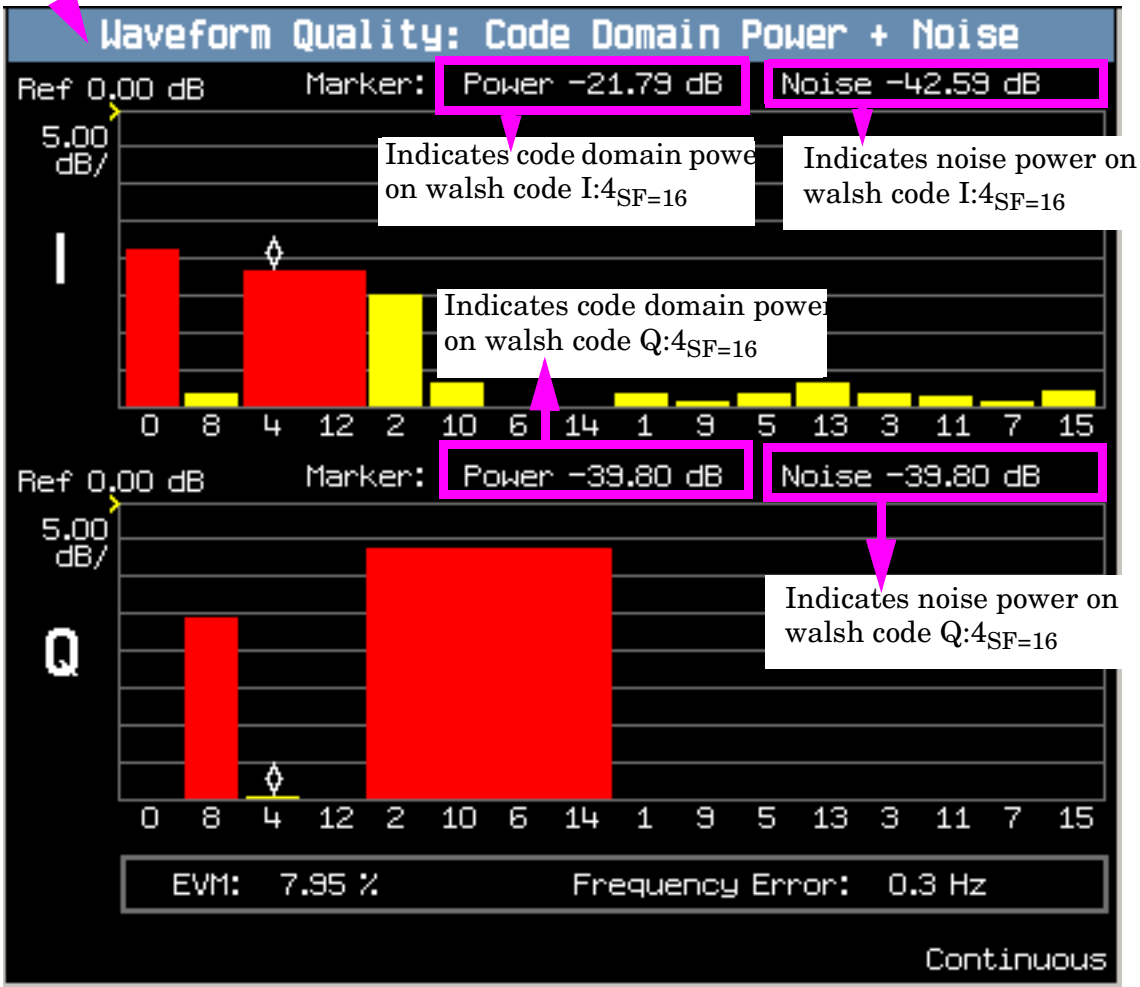 Waveform Quality: Code Domain Power + Noise
Ref 0.00 dB Marker: Power -21.79 dB Noise -42.59 dB
5.00
dB/
Indicates code domain powe
on walsh code I:4SF=16
Indicates noise power on
walsh code I:4SF=16
I
Indicates code domain power
on walsh code Q:4SF=16
0 8 4 12 2 10 6 14 1 9 5 13 3 11 7 15
Ref 0.00 dB Marker: Power -39.80 dB Noise -39.80 dB
5.00
dB/
Indicates noise power on
walsh code Q:4SF=16
Q
0 8 4 12 2 10 6 14 1 9 5 13 3 11 7 15
EVM: 7.95 % Frequency Error: 0.3 Hz
Continuous